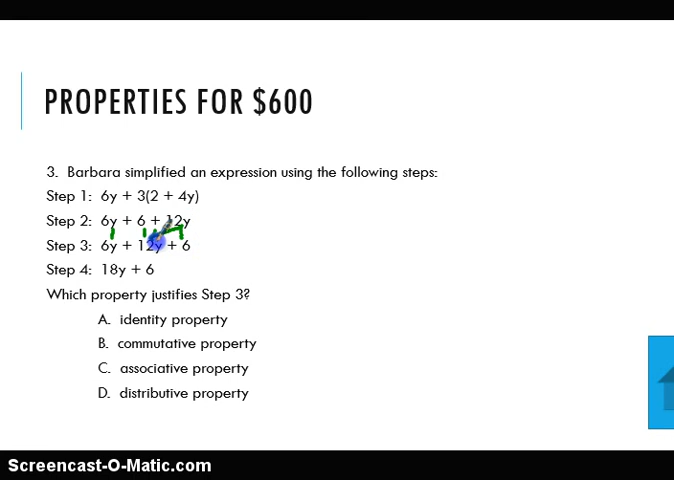 PROPERTIES FOR $600
3. Barbara simplified an expression using the following steps:
Step 1: 6y + 3(2 + 4y)
Step 2: 6y + 6 + 12y
Step 3: 6y + 12y + 6
Step 4: 18y + 6
Which property justifies Step 3?
A. identity property
B. commutative property
C. associative property
D. distributive property
Screencast-O-Matic.com